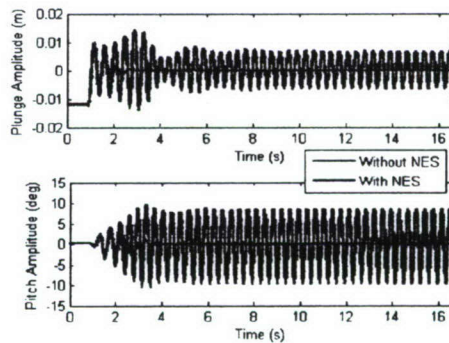 Plunge Amplitude (m)
0.02
0.01
0
-0.01
-0.02
0 2 4 6 8 10 12 14 16
Time (s)
Without NES
With NES
Pitch Amplitude (deg)
15
10
5
0
-5
-10
-15
0 2 4 6 8 10 12 14 16
Time (s)